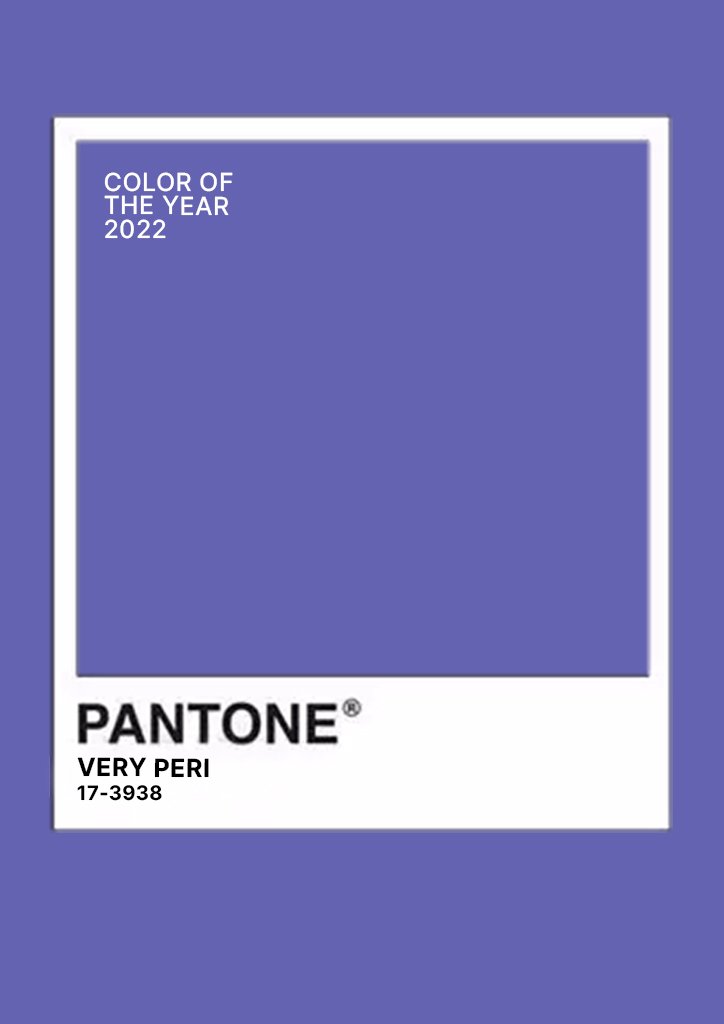 COLOR OF
THE YEAR
2022
PANTONE®
VERY PERI
17-3938